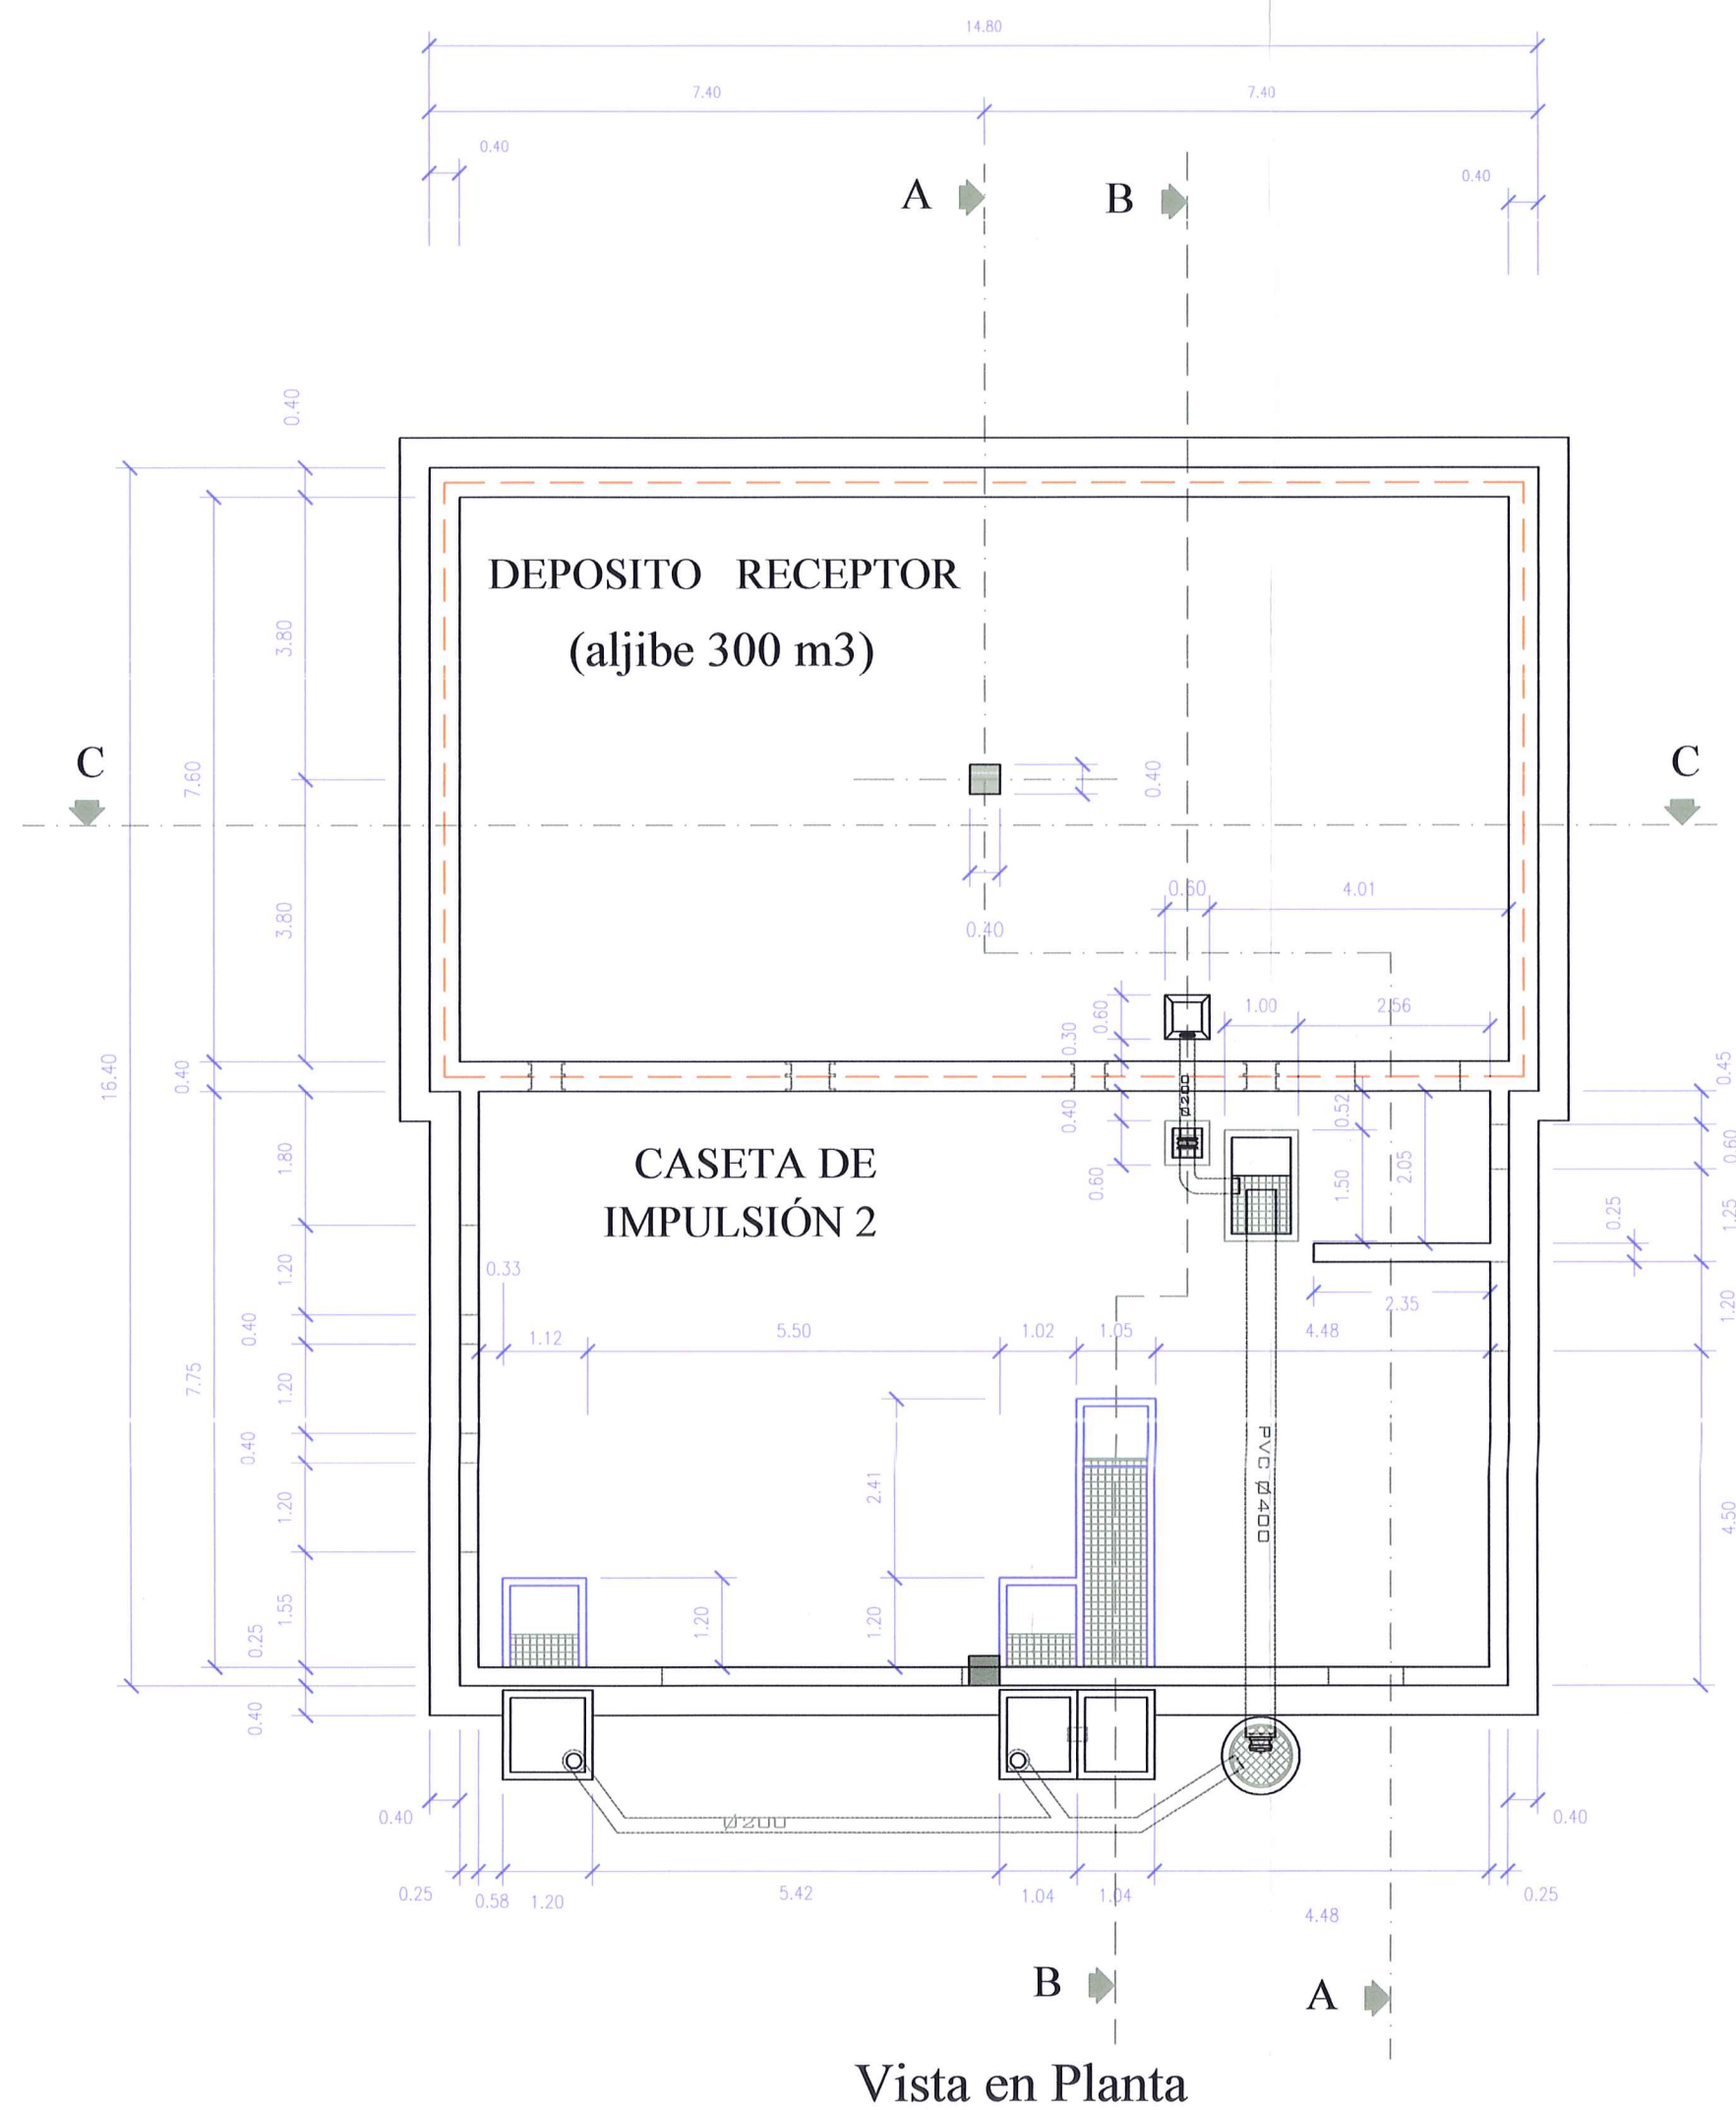 14.80
7.40 7.40
0.40 0.40
A B
0.40
DEPOSITO RECEPTOR
(aljibe 300 m3)
3.80
C C
7.60
0.40
0.60 4.01
3.80
0.40
0.60 1.00 2.56
0.30
16.40
0.40
Ø200
0.45
0.40
0.52
CASETA DE
IMPULSIÓN 2
1.80
0.60
1.50
2.05
0.60
0.25
1.25
0.33
1.20
2.35
1.20
0.40
1.12 5.50 1.02 1.05 4.48
7.75
1.20
0.40
PVC Ø400
2.41
1.20
4.50
1.55
1.20
1.20
0.25
0.40
0.40 Ø200 0.40
0.25 0.58 1.20 5.42 1.04 1.04 4.48 0.25
B A
Vista en Planta